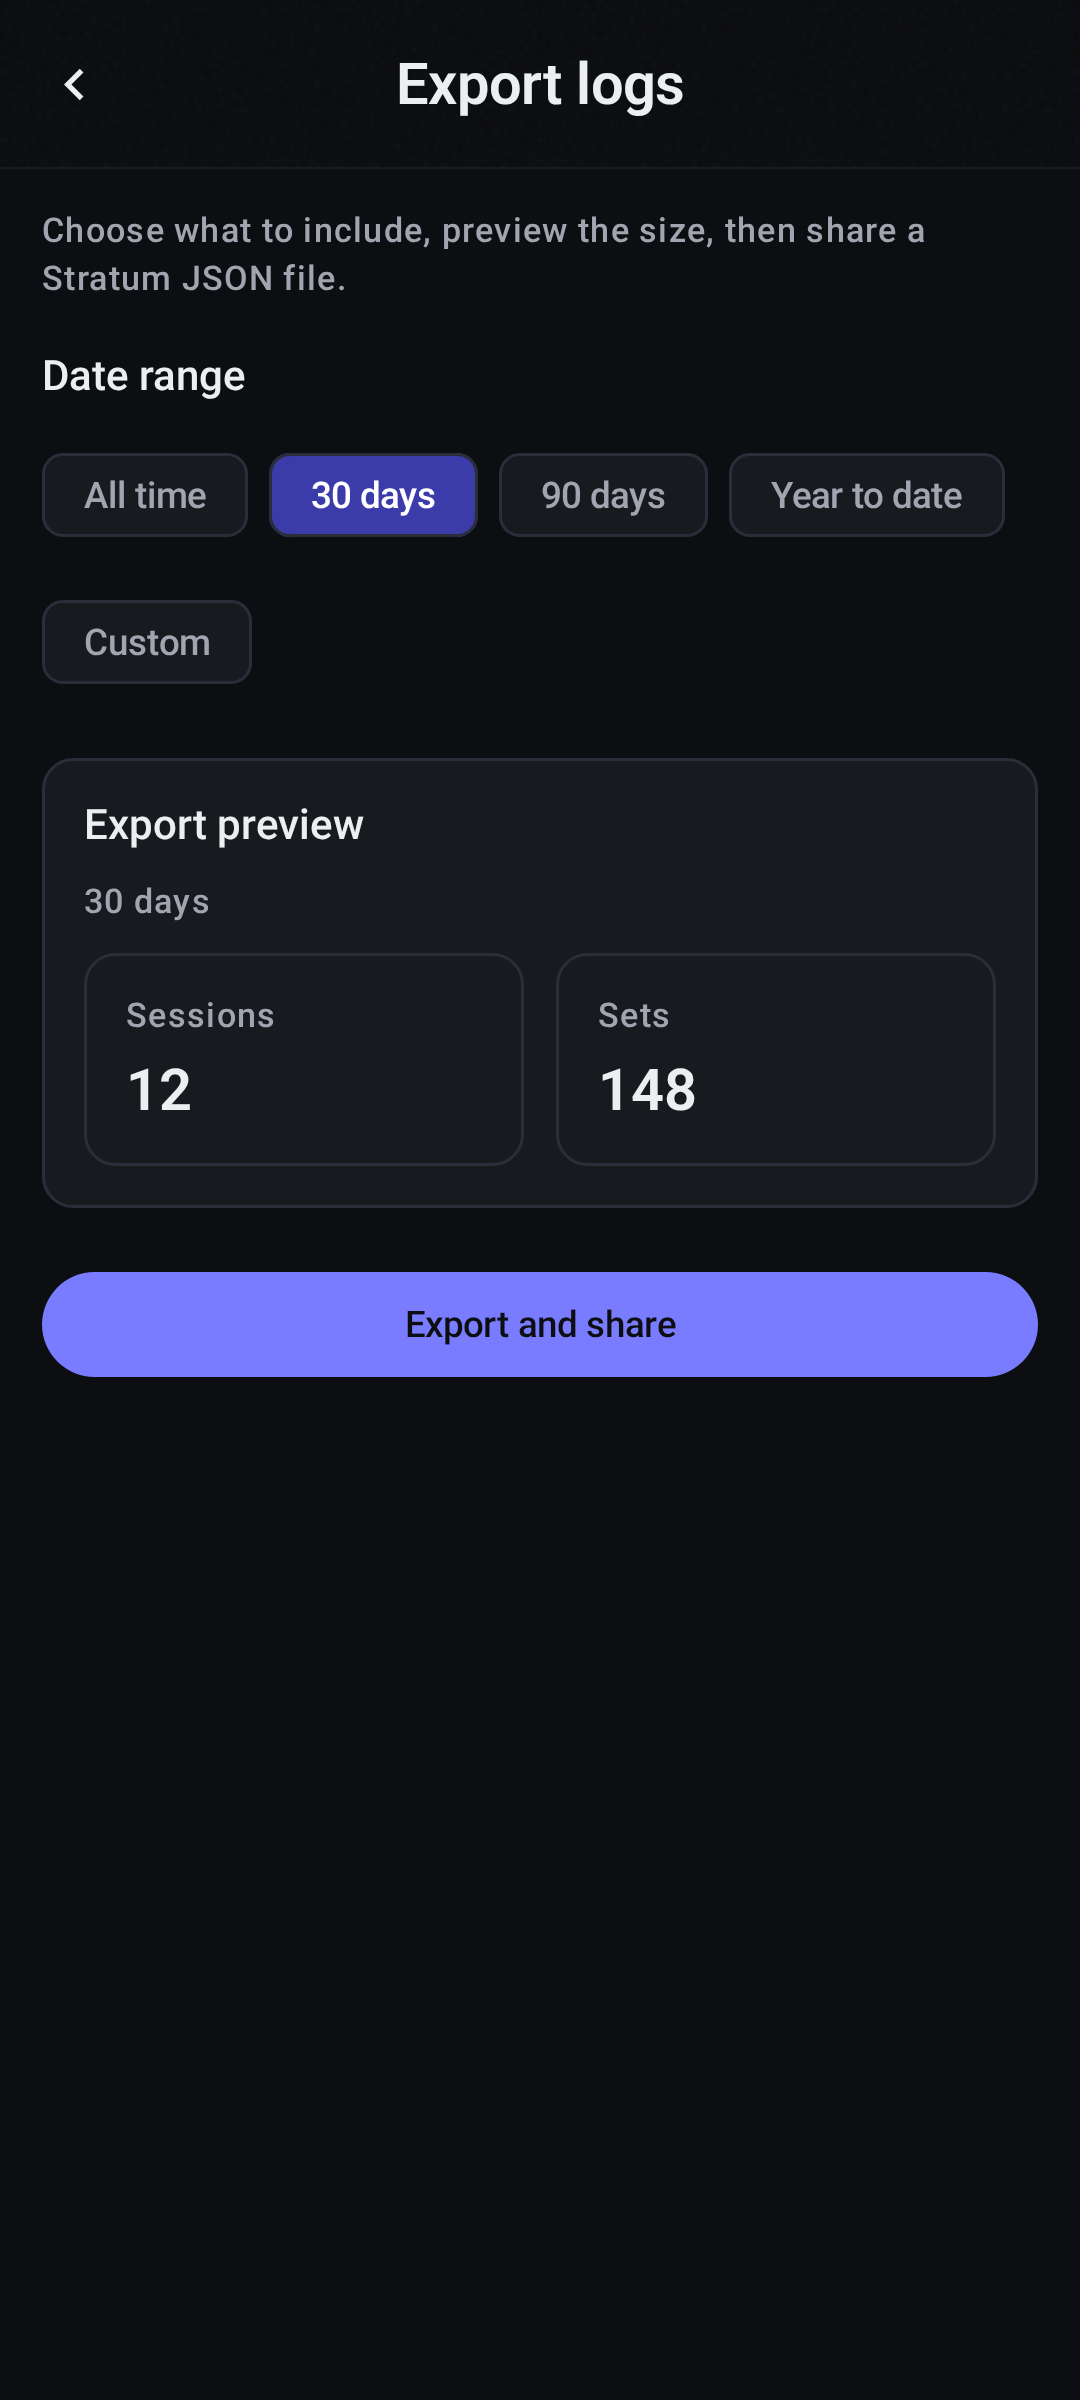 Export logs
Choose what to include, preview the size, then share a
Stratum JSON file.
Date range
All time
30 days
90 days
Year to date
Custom
Export preview
30 days
Sessions
12
Sets
148
Export and share